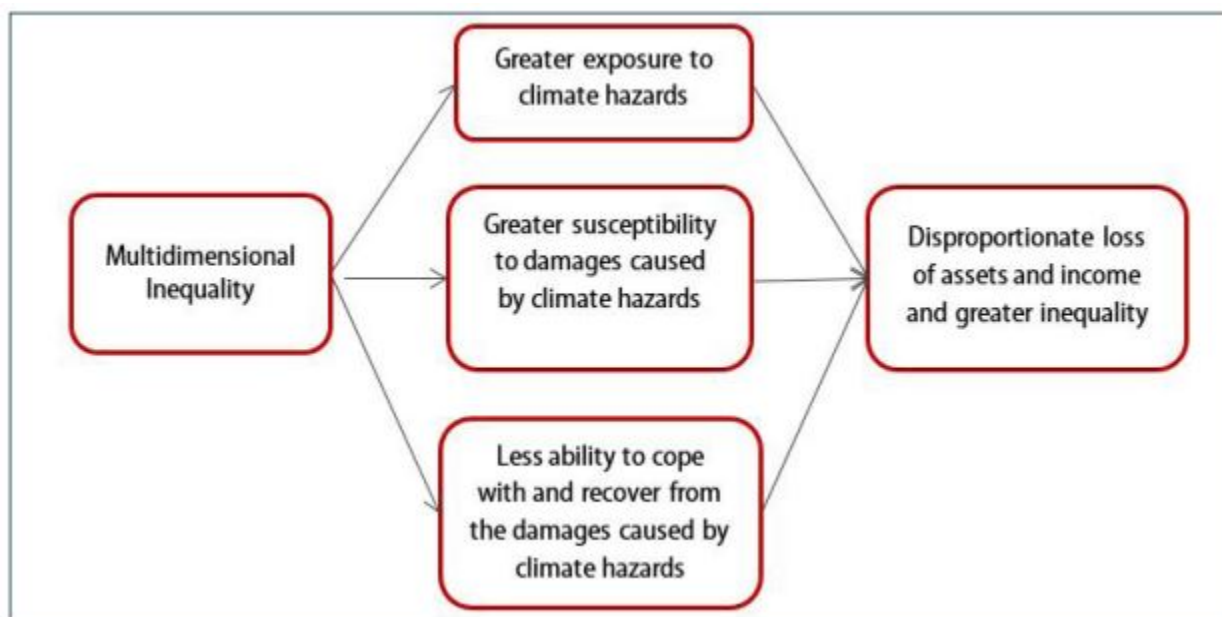 Greater exposure to
climate hazards
Multidimensional
Inequality
Greater susceptibility
to damages caused
by climate hazards
Less ability to cope
with and recover from
the damages caused by
climate hazards
Disproportionate loss
of assets and income
and greater inequality